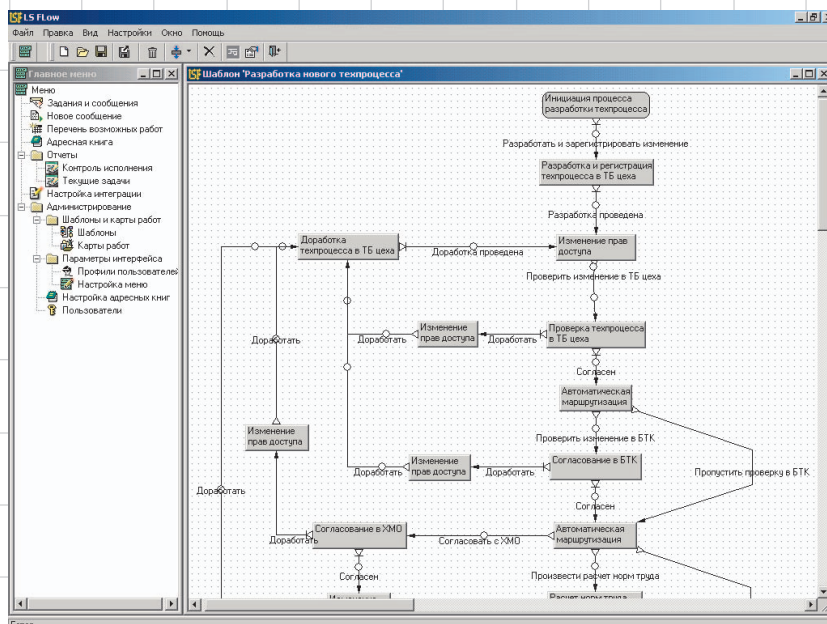 LS FLow
Файл Правка Вид Настройки Окно Помощь
Главное меню
Меню
Задания и сообщения
Новое сообщение
Перечень возможных работ
Адресная книга
Отчеты
Контроль исполнения
Текущие задачи
Настройка интеграции
Администрирование
Шаблоны и карты работ
Шаблоны
Карты работ
Параметры интерфейса
Профили пользователей
Настройка меню
Настройка адресных книг
Пользователи
Шаблон 'Разработка нового техпроцесса'
Инициация процесса
разработки техпроцесса
Разработать и зарегистрировать изменение
Разработка и регистрация
техпроцесса в ТБ цеха
Разработка проведена
Доработка
техпроцесса в ТБ цеха
Доработка проведена
Изменение прав
доступа
Проверить изменение в ТБ цеха
Доработать
Доработать
Изменение
прав доступа
Доработать
Проверка техпроцесса
в ТБ цеха
Согласен
Автоматическая
маршрутизация
Проверить изменение в БТК
Изменение
прав доступа
Доработать
Изменение
прав доступа
Доработать
Согласование в БТК
Пропустить проверку в БТК
Доработать
Согласен
Доработать
Согласование в ХМО
Согласовать с ХМО
Автоматическая
маршрутизация
Согласен
Произвести расчет норм труда
Изменение
Расчет норм труда